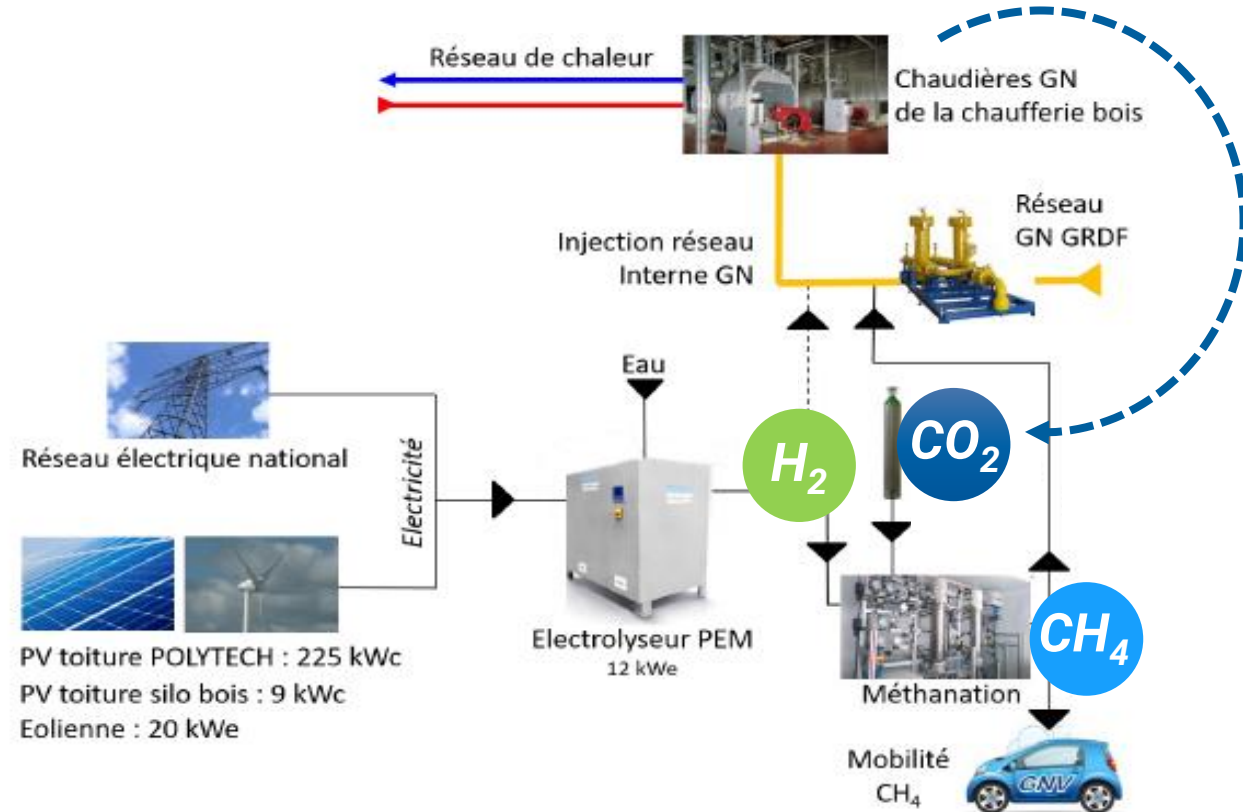 Réseau de chaleur
Chaudières GN
de la chaufferie bois
Réseau
GN GRDF
Injection réseau
Interne GN
Eau
Réseau électrique national
Electricité
H₂
CO₂
Electrolyseur PEM
12 kWe
CH₄
Méthanation
PV toiture POLYTECH : 225 kWc
PV toiture silo bois : 9 kWc
Eolienne : 20 kWe
Mobilité
CH₄
GNV